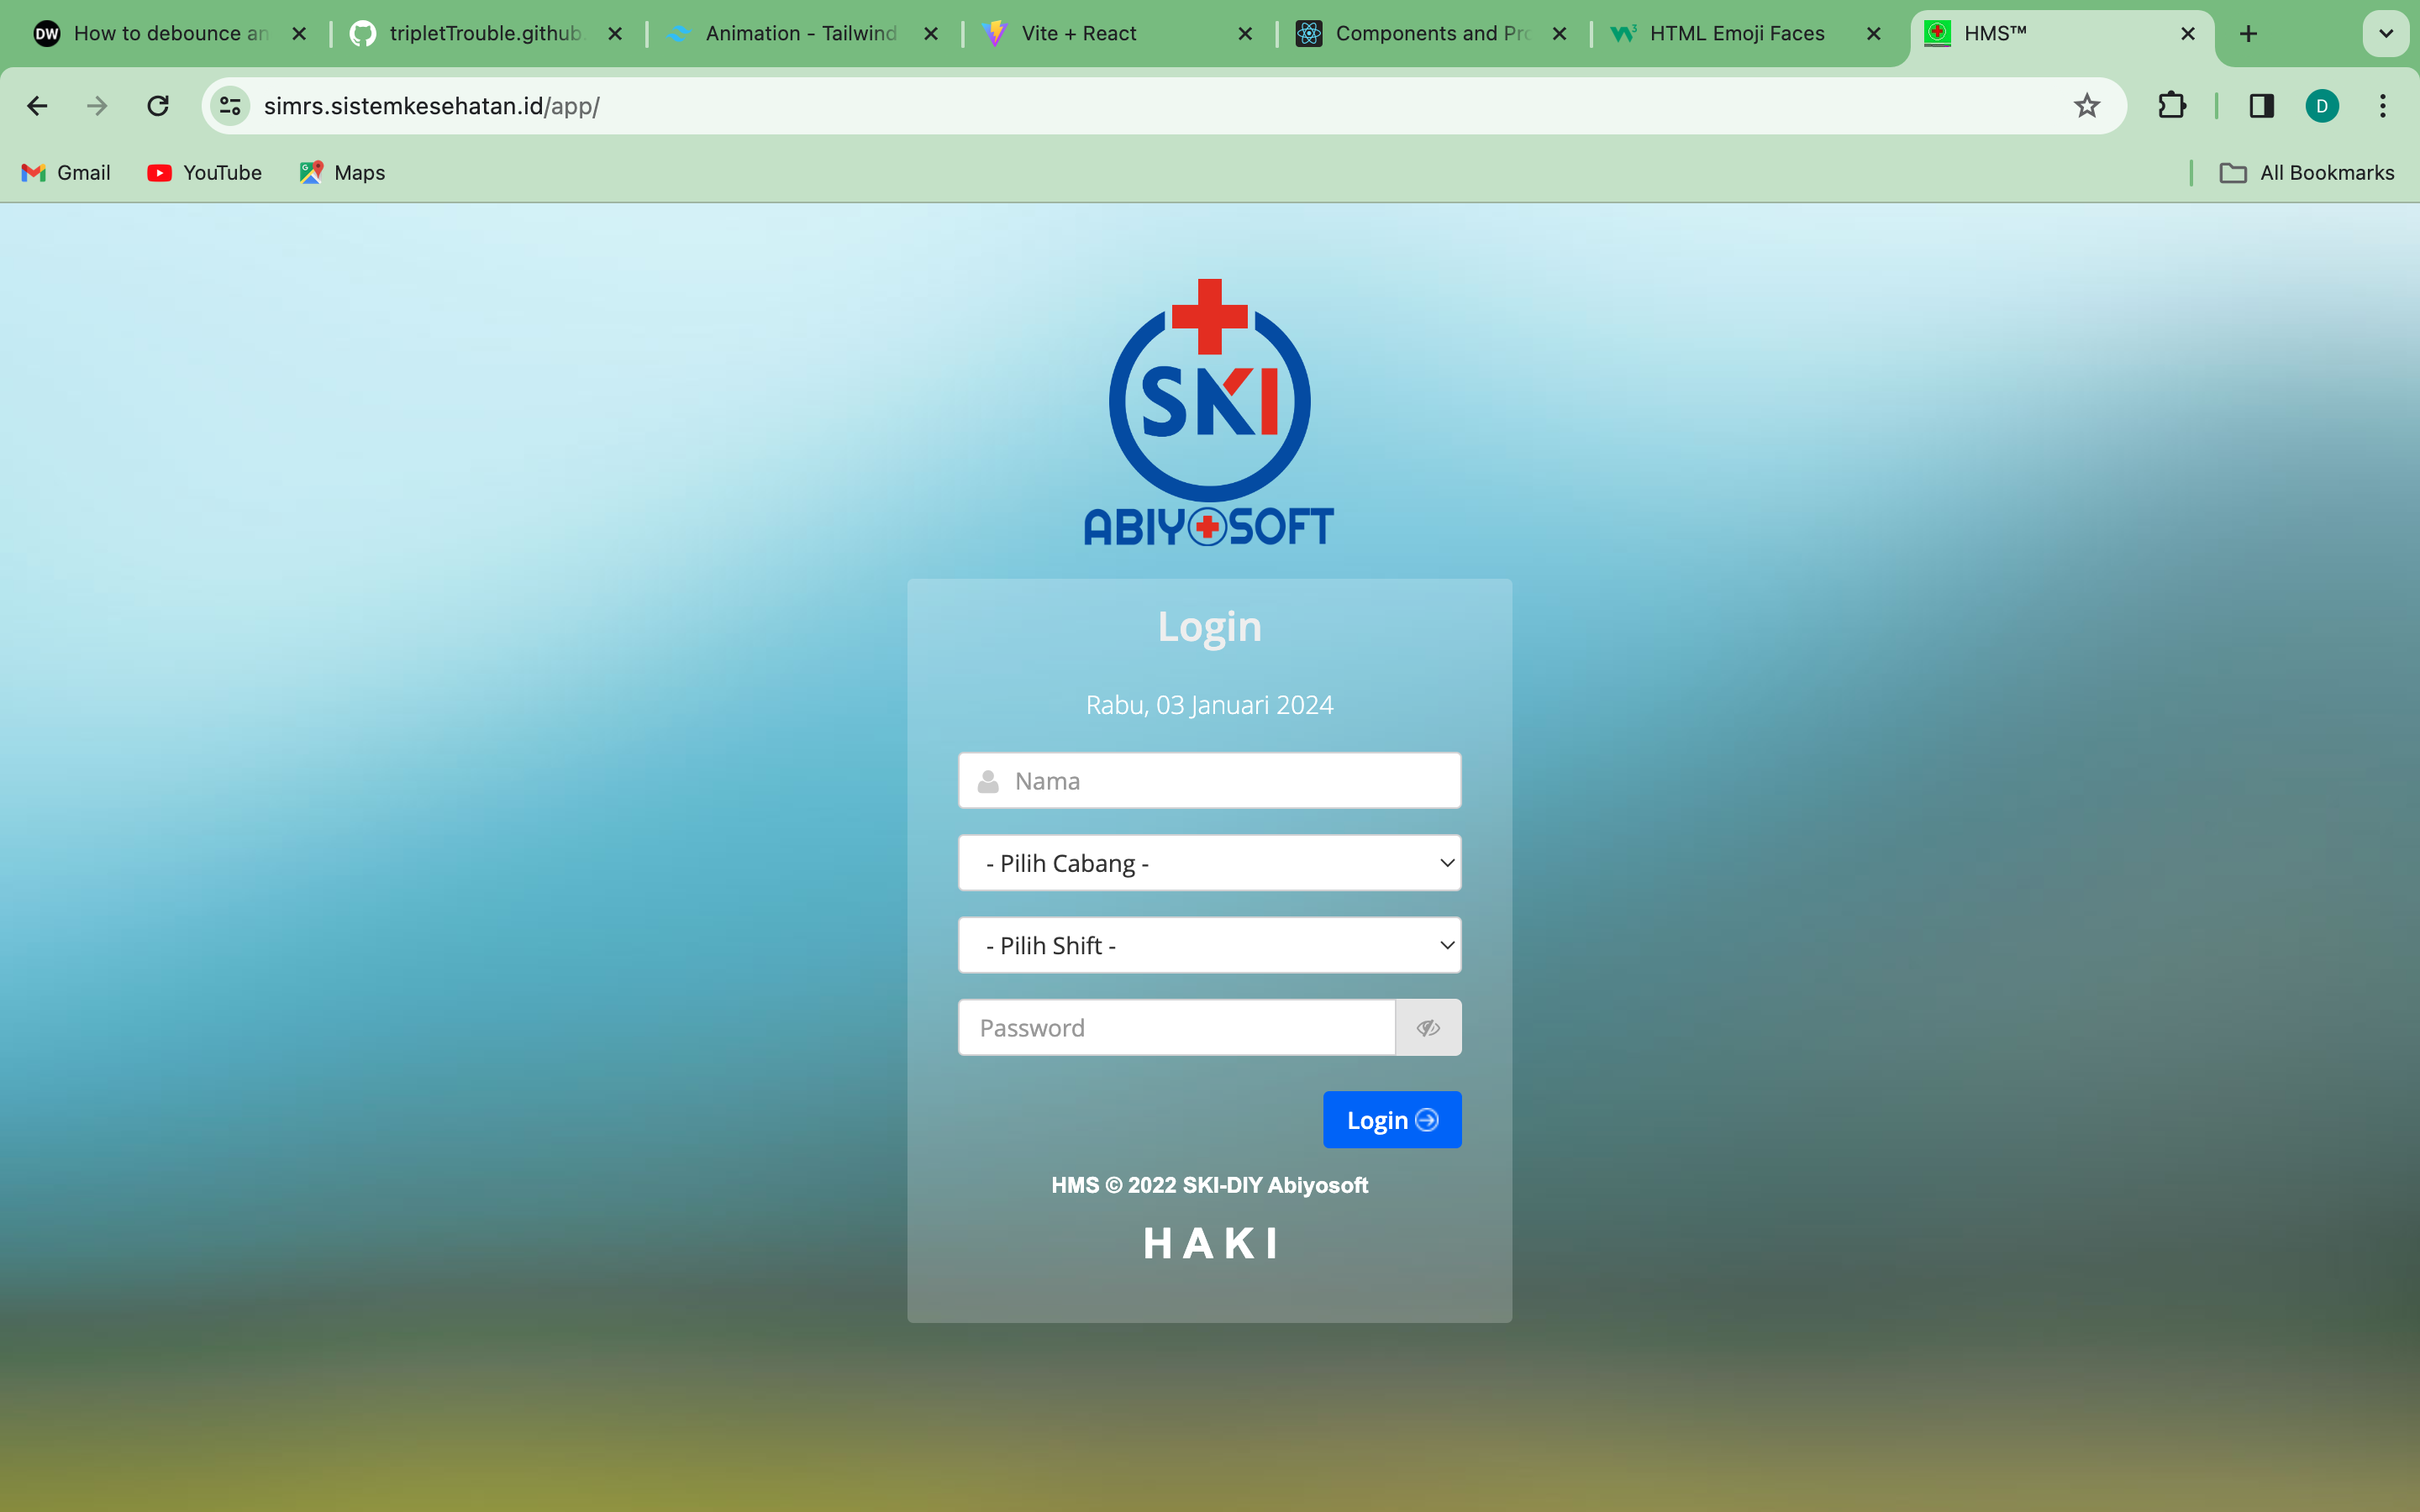 DW How to debounce an
tripletTrouble.github.
Animation - Tailwind
Vite + React
Components and Pro
HTML Emoji Faces
HMS™
simrs.sistemkesehatan.id/app/
D
Gmail
YouTube
Maps
All Bookmarks
SKI
ABIYOSOFT
Login
Rabu, 03 Januari 2024
Nama
- Pilih Cabang -
- Pilih Shift -
Password
Login
HMS © 2022 SKI-DIY Abiyosoft
H A K I